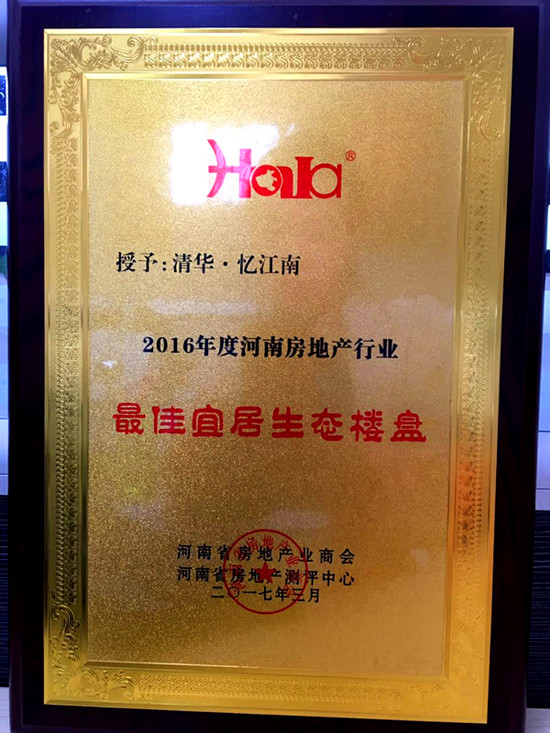 Hala®
授予:清华·忆江南
2016年度河南房地产行业
最佳宜居生态楼盘
河南省房地产业商会
河南省房地产测评中心
二〇一七年三月